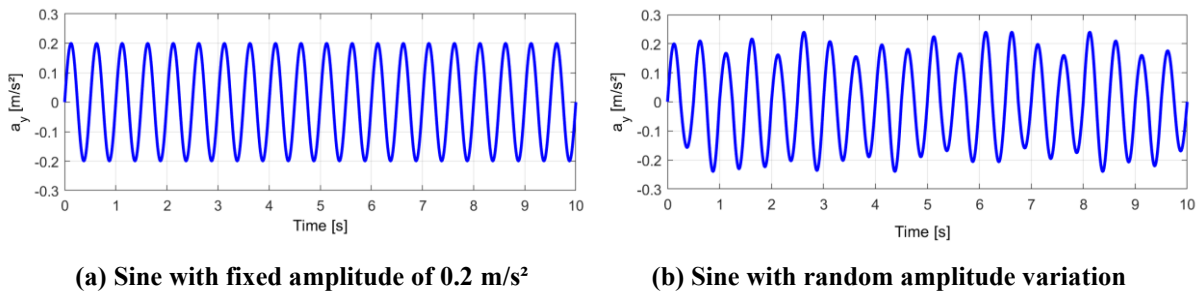 0.3
0.2
0.1
0
-0.1
-0.2
-0.3
a_y [m/s²]
0 1 2 3 4 5 6 7 8 9 10
Time [s]
(a) Sine with fixed amplitude of 0.2 m/s²
0.3
0.2
0.1
0
-0.1
-0.2
-0.3
a_y [m/s²]
0 1 2 3 4 5 6 7 8 9 10
Time [s]
(b) Sine with random amplitude variation